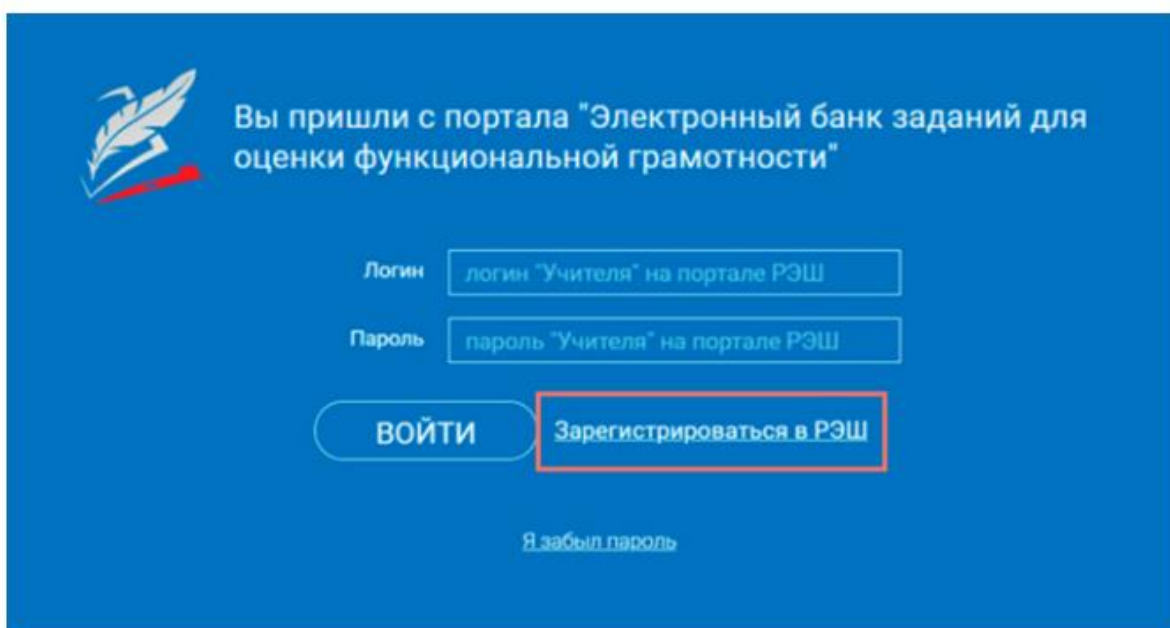 Вы пришли с портала "Электронный банк заданий для
оценки функциональной грамотности"
Логин
логин "Учителя" на портале РЭШ
Пароль
пароль "Учителя" на портале РЭШ
ВОЙТИ
Зарегистрироваться в РЭШ
Я забыл пароль